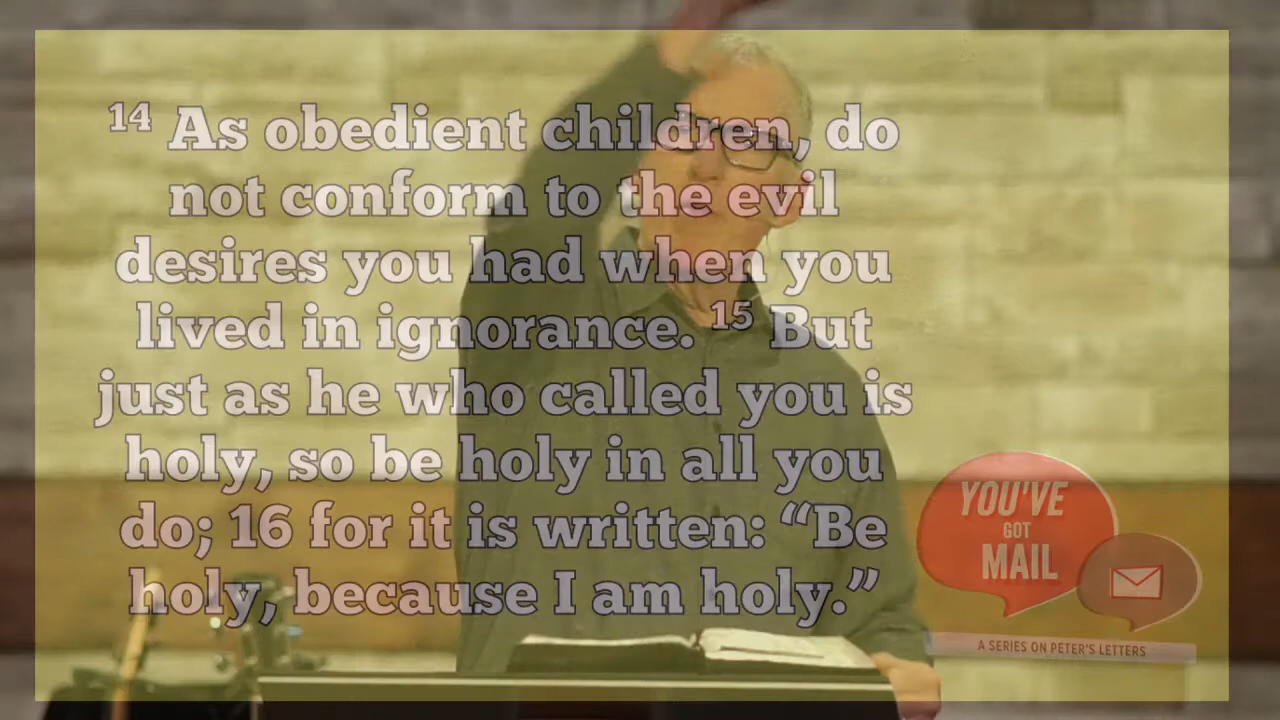 14 As obedient children, do
not conform to the evil
desires you had when you
lived in ignorance. 15 But
just as he who called you is
holy, so be holy in all you
do; 16 for it is written: “Be
holy, because I am holy.”
YOU'VE
GOT
MAIL
A SERIES ON PETER'S LETTERS